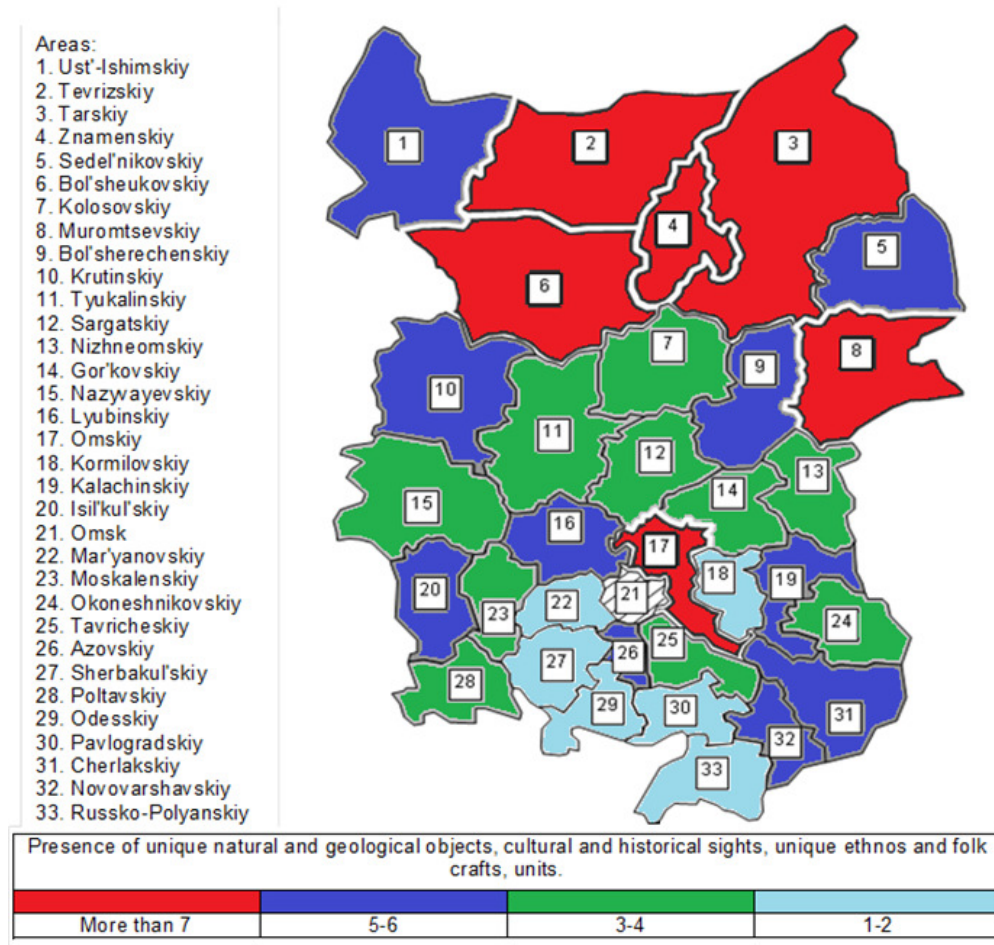 Areas:
1. Ust'-Ishimskiy
2. Tevrizskiy
3. Tarskiy
4. Znamenskiy
5. Sedel'nikovskiy
6. Bol'sheukovskiy
7. Kolosovskiy
8. Muromtsevskiy
9. Bol'sherechenskiy
10. Krutinskiy
11. Tyukalinskiy
12. Sargatskiy
13. Nizhneomskiy
14. Gor'kovskiy
15. Nazyvayevskiy
16. Lyubinskiy
17. Omskiy
18. Kormilovskiy
19. Kalachinskiy
20. Isil'kul'skiy
21. Omsk
22. Mar'yanovskiy
23. Moskalenskiy
24. Okoneshnikovskiy
25. Tavricheskiy
26. Azovskiy
27. Sherbakul'skiy
28. Poltavskiy
29. Odesskiy
30. Pavlogradskiy
31. Cherlakskiy
32. Novovarshavskiy
33. Russko-Polyanskiy
1
2
3
4
5
6
7
8
9
10
11
12
13
14
15
16
17
18
19
20
21
22
23
24
25
26
27
28
29
30
31
32
33
Presence of unique natural and geological objects, cultural and historical sights, unique ethnos and folk
crafts, units.
More than 7
5-6
3-4
1-2